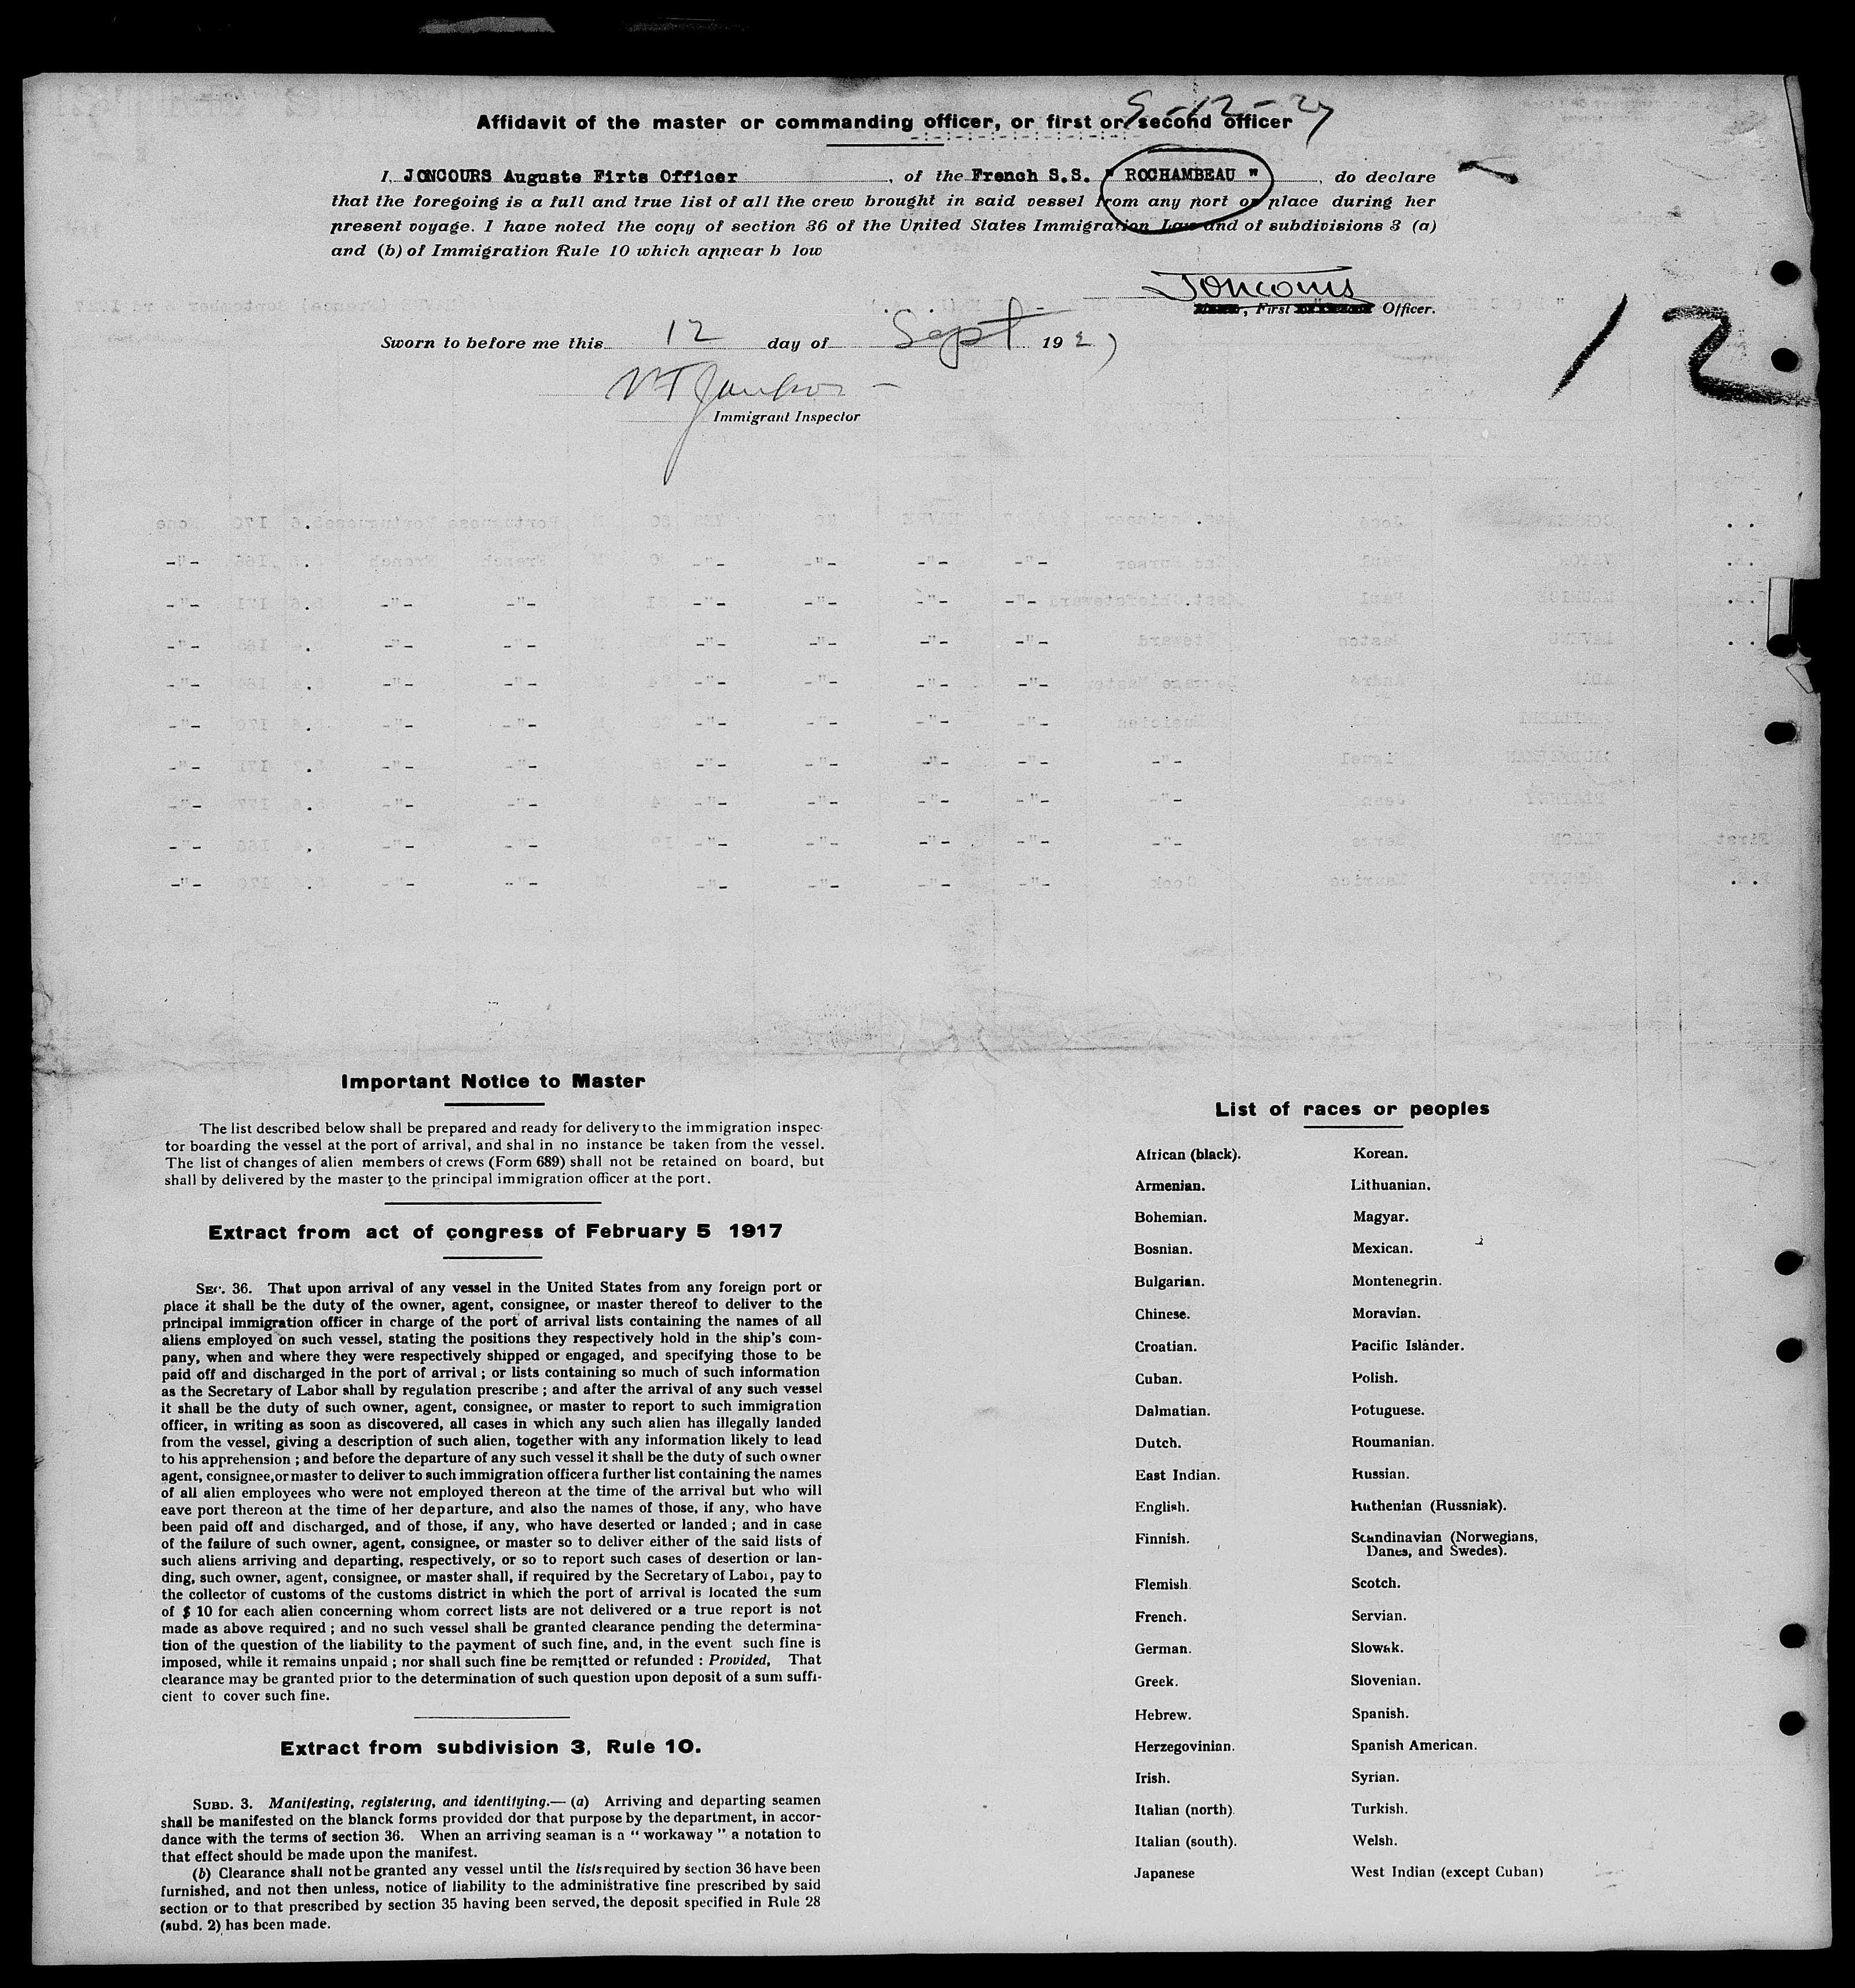 9-12-27
Affidavit of the master or commanding officer, or first or second officer
I, JONCOURS Auguste Firts Officer , of the French S.S. " ROCHAMBEAU " , do declare
that the foregoing is a full and true list of all the crew brought in said vessel from any port or place during her
present voyage. I have noted the copy of section 36 of the United States Immigration Law and of subdivisions 3 (a)
and (b) of Immigration Rule 10 which appear b low
Joncours
, First Officer.
12
Sworn to before me this 12 day of Sept 1927
Immigrant Inspector
Important Notice to Master
The list described below shall be prepared and ready for delivery to the immigration inspec-
tor boarding the vessel at the port of arrival, and shal in no instance be taken from the vessel.
The list of changes of alien members of crews (Form 689) shall not be retained on board, but
shall by delivered by the master to the principal immigration officer at the port.
Extract from act of congress of February 5 1917
SEC. 36. That upon arrival of any vessel in the United States from any foreign port or
place it shall be the duty of the owner, agent, consignee, or master thereof to deliver to the
principal immigration officer in charge of the port of arrival lists containing the names of all
aliens employed on such vessel, stating the positions they respectively hold in the ship's com-
pany, when and where they were respectively shipped or engaged, and specifying those to be
paid off and discharged in the port of arrival ; or lists containing so much of such information
as the Secretary of Labor shall by regulation prescribe ; and after the arrival of any such vessel
it shall be the duty of such owner, agent, consignee, or master to report to such immigration
officer, in writing as soon as discovered, all cases in which any such alien has illegally landed
from the vessel, giving a description of such alien, together with any information likely to lead
to his apprehension ; and before the departure of any such vessel it shall be the duty of such owner
agent, consignee,or master to deliver to such immigration officer a further list containing the names
of all alien employees who were not employed thereon at the time of the arrival but who will
eave port thereon at the time of her departure, and also the names of those, if any, who have
been paid off and discharged, and of those, if any, who have deserted or landed ; and in case
of the failure of such owner, agent, consignee, or master so to deliver either of the said lists of
such aliens arriving and departing, respectively, or so to report such cases of desertion or lan-
ding, such owner, agent, consignee, or master shall, if required by the Secretary of Labor, pay to
the collector of customs of the customs district in which the port of arrival is located the sum
of $ 10 for each alien concerning whom correct lists are not delivered or a true report is not
made as above required ; and no such vessel shall be granted clearance pending the determina-
tion of the question of the liability to the payment of such fine, and, in the event such fine is
imposed, while it remains unpaid ; nor shall such fine be remitted or refunded : Provided, That
clearance may be granted prior to the determination of such question upon deposit of a sum suffi-
cient to cover such fine.
Extract from subdivision 3, Rule 10.
SUBD. 3. Manifesting, registering, and identifying.— (a) Arriving and departing seamen
shall be manifested on the blanck forms provided dor that purpose by the department, in accor-
dance with the terms of section 36. When an arriving seaman is a " workaway " a notation to
that effect should be made upon the manifest.
(b) Clearance shall not be granted any vessel until the lists required by section 36 have been
furnished, and not then unless, notice of liability to the administrative fine prescribed by said
section or to that prescribed by section 35 having been served, the deposit specified in Rule 28
(subd. 2) has been made.
List of races or peoples
African (black). Korean.
Armenian. Lithuanian.
Bohemian. Magyar.
Bosnian. Mexican.
Bulgarian. Montenegrin.
Chinese. Moravian.
Croatian. Pacific Islander.
Cuban. Polish.
Dalmatian. Potuguese.
Dutch. Roumanian.
East Indian. Russian.
English. Ruthenian (Russniak).
Finnish. Scandinavian (Norwegians,
Danes, and Swedes).
Flemish. Scotch.
French. Servian.
German. Slowak.
Greek. Slovenian.
Hebrew. Spanish.
Herzegovinian. Spanish American.
Irish. Syrian.
Italian (north). Turkish.
Italian (south). Welsh.
Japanese West Indian (except Cuban)